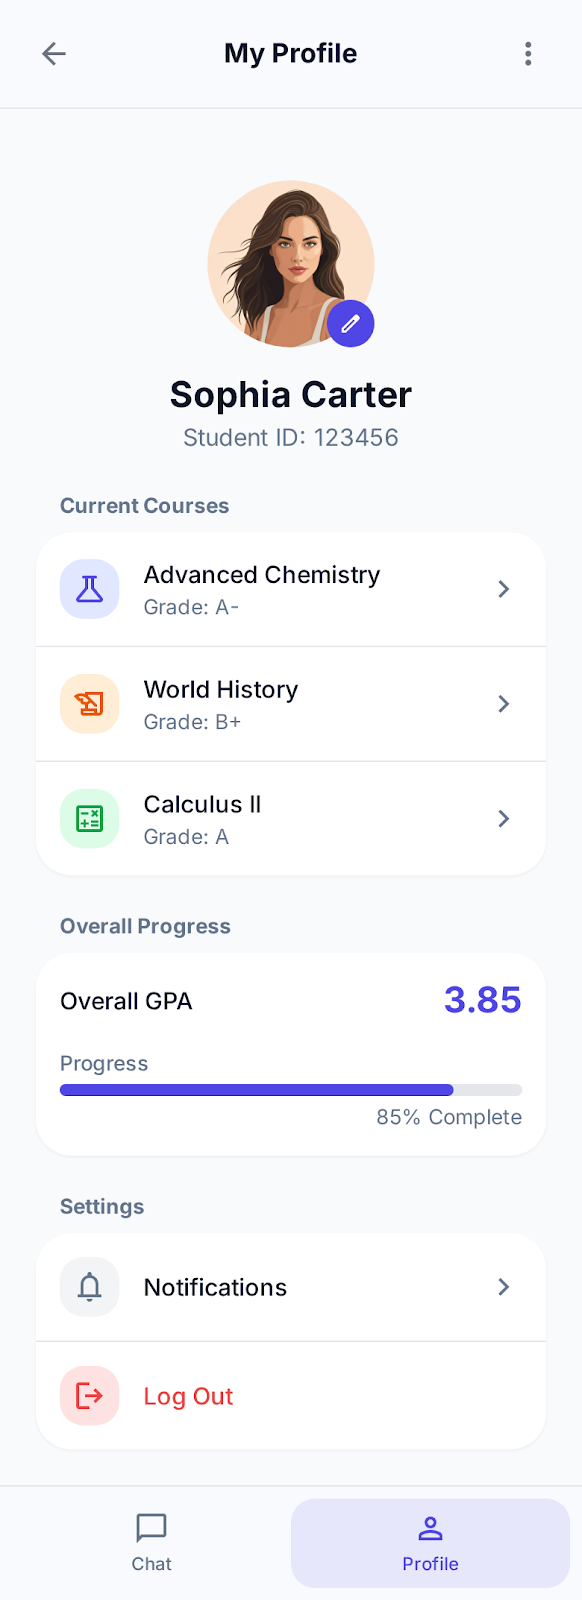 My Profile
Sophia Carter
Student ID: 123456
Current Courses
Advanced Chemistry
Grade: A-
World History
Grade: B+
Calculus II
Grade: A
Overall Progress
Overall GPA
3.85
Progress
85% Complete
Settings
Notifications
Log Out
Chat
Profile